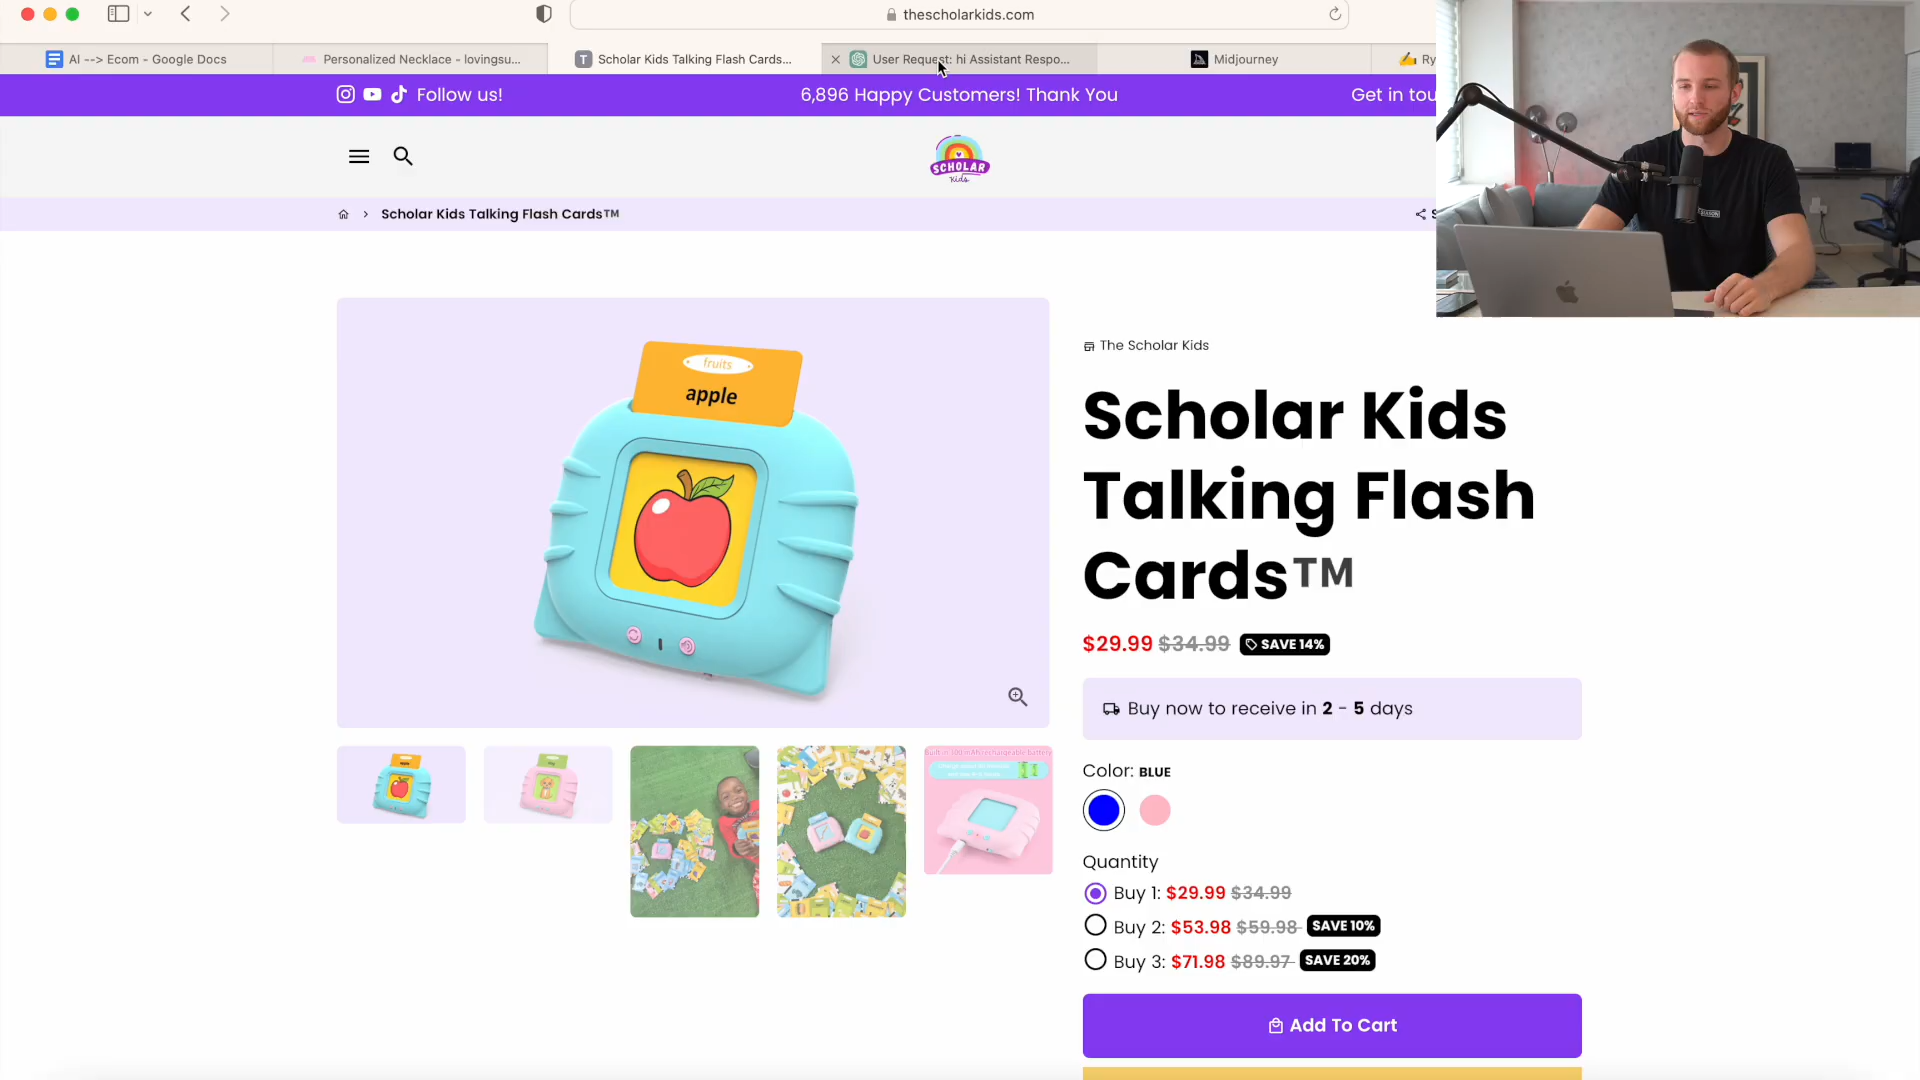 thescholarkids.com
AI --> Ecom - Google Docs
Personalized Necklace - lovingsu...
T Scholar Kids Talking Flash Cards...
User Request: hi Assistant Respo...
Midjourney
Ry
Follow us!
6,896 Happy Customers! Thank You
Get in tou
SCHOLAR
Kids
Scholar Kids Talking Flash Cards™
S
fruits
apple
The Scholar Kids
Scholar Kids
Talking Flash
Cards™
$29.99 $34.99 SAVE 14%
Buy now to receive in 2 - 5 days
Color: BLUE
Quantity
Buy 1: $29.99 $34.99
Buy 2: $53.98 $59.98 SAVE 10%
Buy 3: $71.98 $89.97 SAVE 20%
Add To Cart